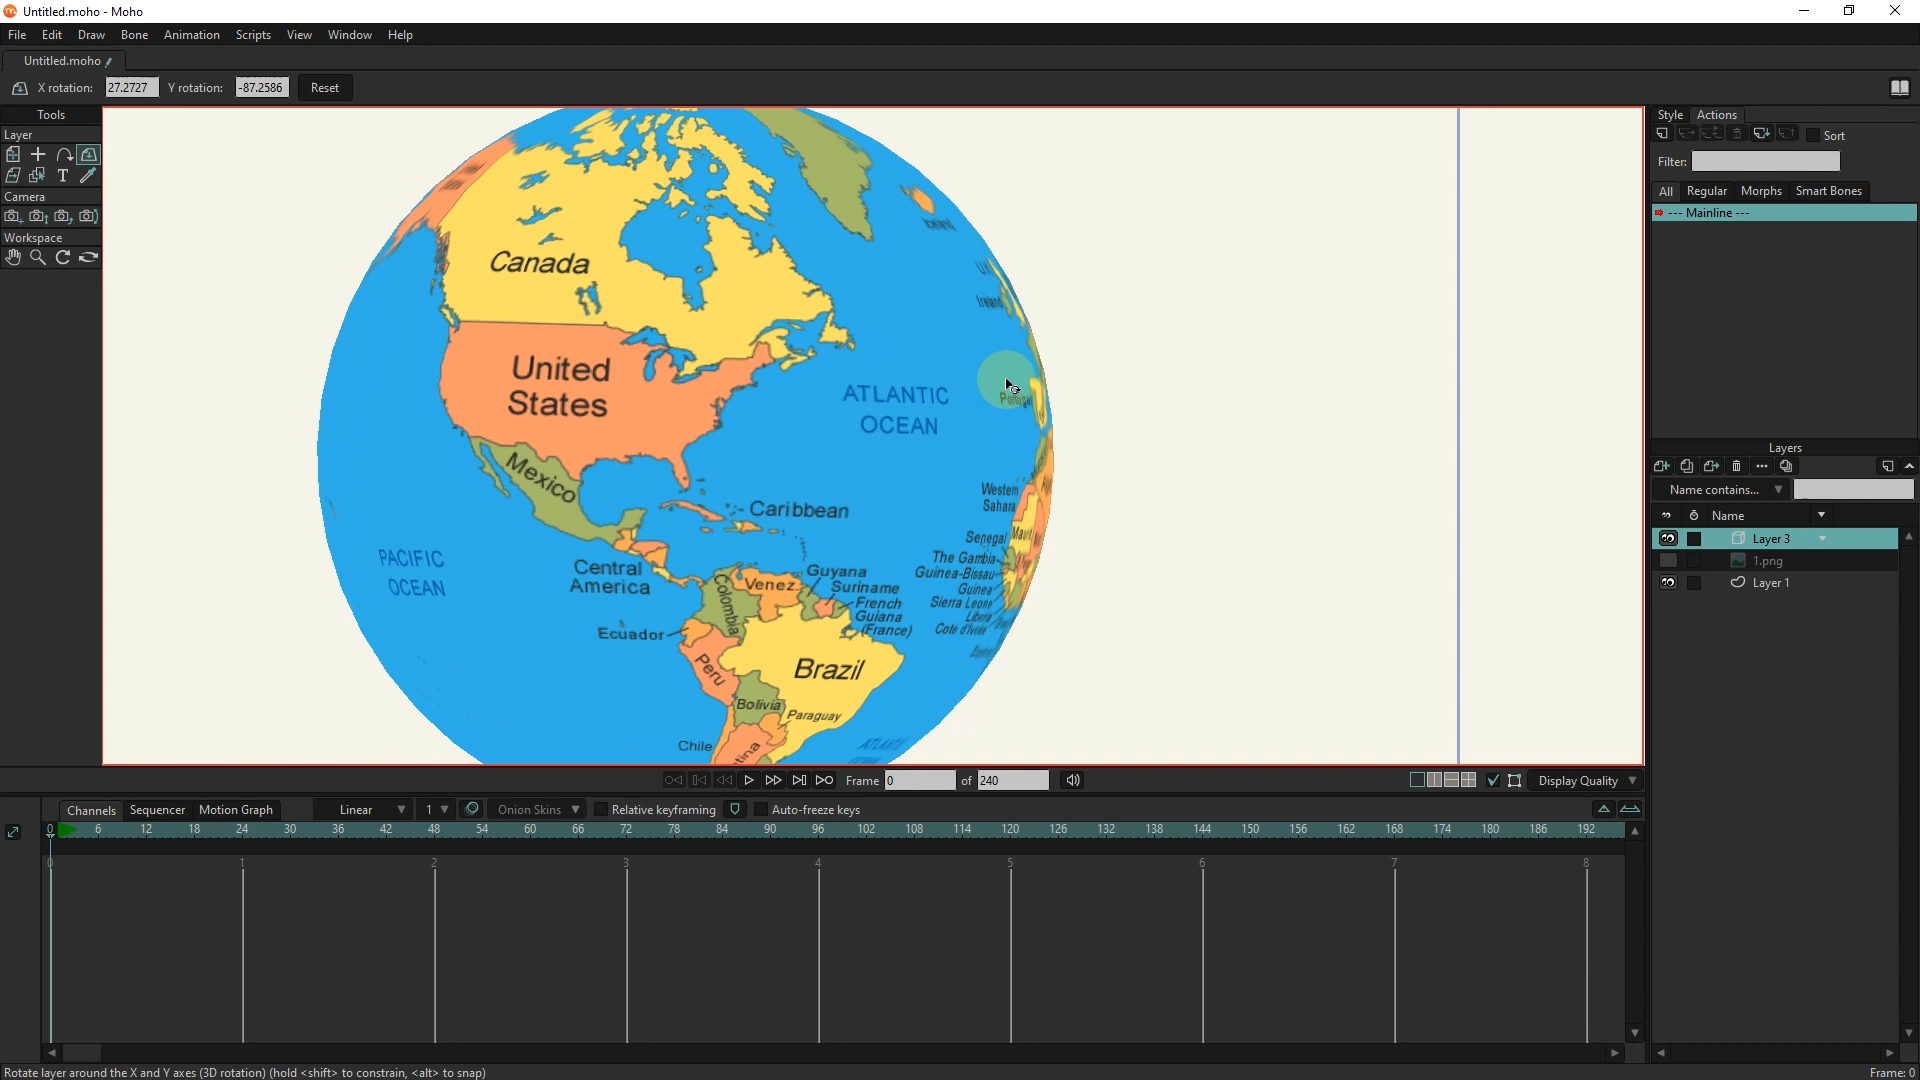 Untitled.moho - Moho
File Edit Draw Bone Animation Scripts View Window Help
Untitled.moho
X rotation: 27.2727 Y rotation: -87.2586 Reset
Tools
Layer
Camera
Workspace
Canada
United
States
Mexico
PACIFIC
OCEAN
Central
America
Ecuador
Caribbean
ATLANTIC
OCEAN
Iceland
UK
Ireland
Portugal
Western
Sahara
Senegal
The Gambia
Guinea-Bissau
Guinea
Sierra Leone
Liberia
Cote d'Ivoire
Guyana
Suriname
French
Guiana
(France)
Venez.
Colombia
Peru
Brazil
Bolivia
Paraguay
Chile
Style Actions
Sort
Filter:
All Regular Morphs Smart Bones
--- Mainline ---
Layers
Name contains...
Name
Layer 3
1.png
Layer 1
Frame 0 of 240
Display Quality
Channels Sequencer Motion Graph Linear 1 Onion Skins Relative keyframing Auto-freeze keys
0 6 12 18 24 30 36 42 48 54 60 66 72 78 84 90 96 102 108 114 120 126 132 138 144 150 156 162 168 174 180 186 192
0 1 2 3 4 5 6 7 8
Rotate layer around the X and Y axes (3D rotation) (hold <shift> to constrain, <alt> to snap)
Frame: 0